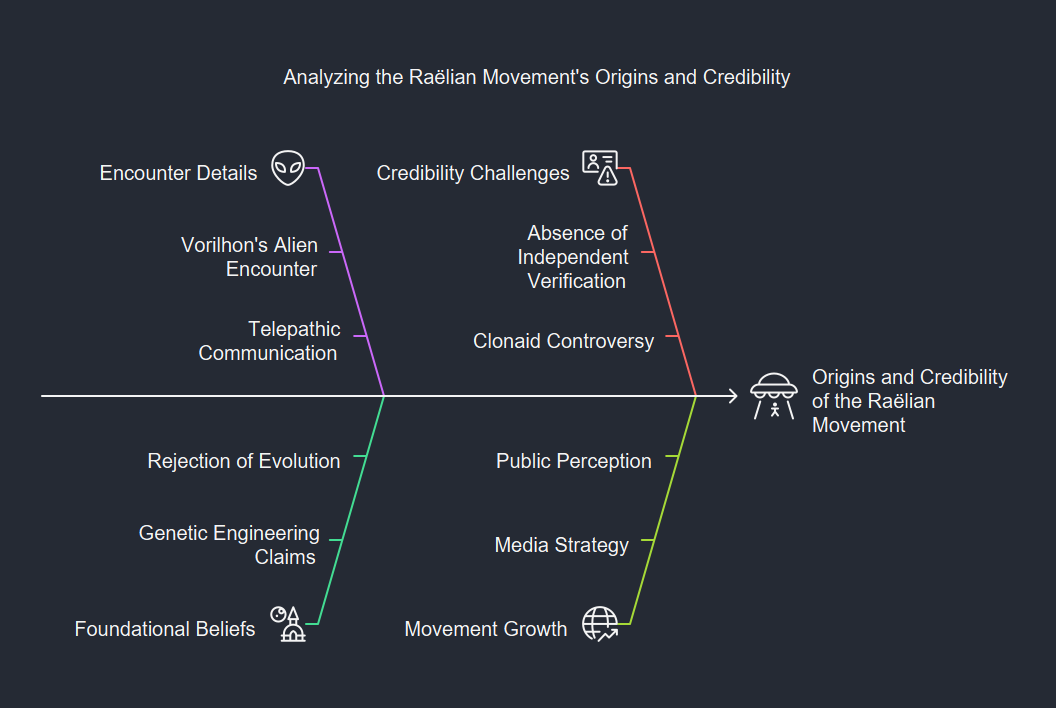 Analyzing the Raëlian Movement's Origins and Credibility
Encounter Details
Vorilhon's Alien
Encounter
Telepathic
Communication
Credibility Challenges
Absence of
Independent
Verification
Clonaid Controversy
Origins and Credibility
of the Raëlian
Movement
Rejection of Evolution
Genetic Engineering
Claims
Foundational Beliefs
Public Perception
Media Strategy
Movement Growth